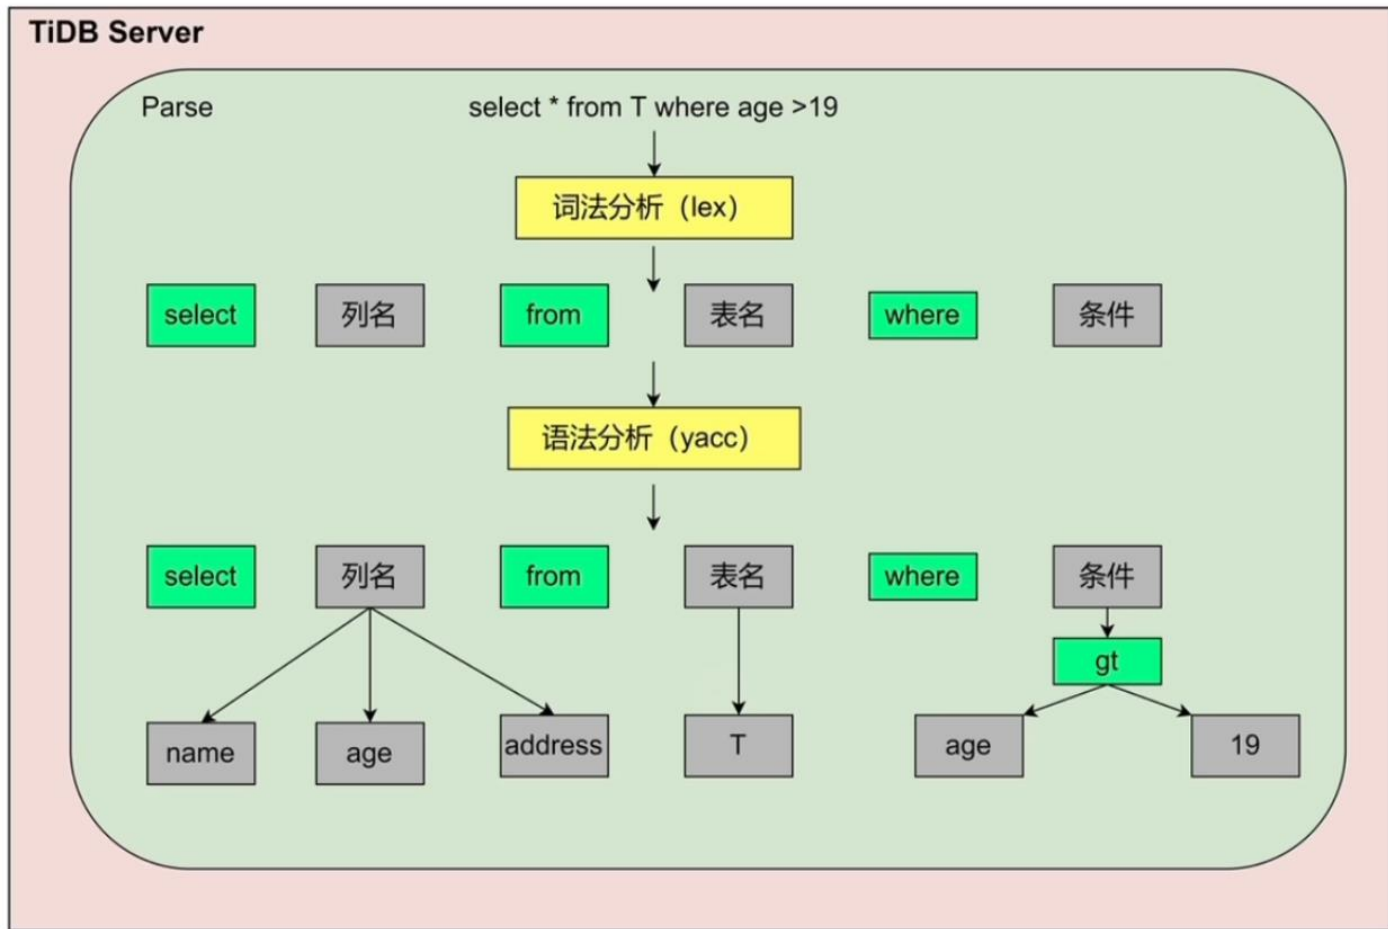 TiDB Server
Parse
select * from T where age >19
词法分析（lex）
select 列名 from 表名 where 条件
语法分析（yacc）
select 列名 from 表名 where 条件
gt
name age address T age 19